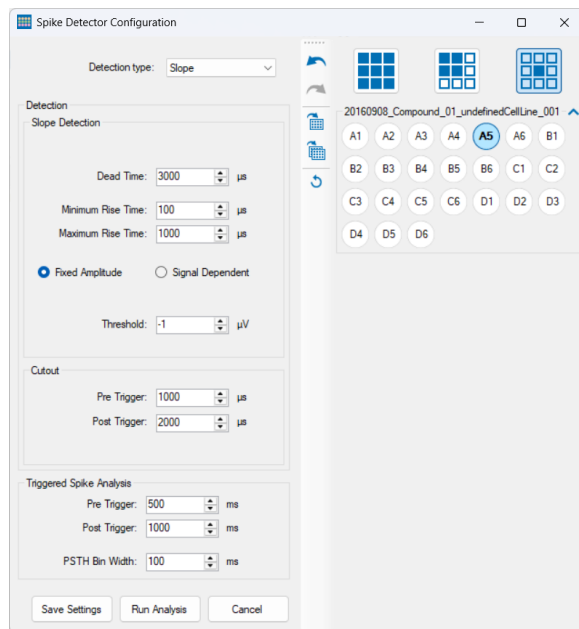 Spike Detector Configuration
Detection type: Slope
Detection
Slope Detection
Dead Time: 3000 µs
Minimum Rise Time: 100 µs
Maximum Rise Time: 1000 µs
Fixed Amplitude Signal Dependent
Threshold: -1 µV
Cutout
Pre Trigger: 1000 µs
Post Trigger: 2000 µs
Triggered Spike Analysis
Pre Trigger: 500 ms
Post Trigger: 1000 ms
PSTH Bin Width: 100 ms
Save Settings Run Analysis Cancel
20160908_Compound_01_undefinedCellLine_001
A1 A2 A3 A4 A5 A6 B1
B2 B3 B4 B5 B6 C1 C2
C3 C4 C5 C6 D1 D2 D3
D4 D5 D6